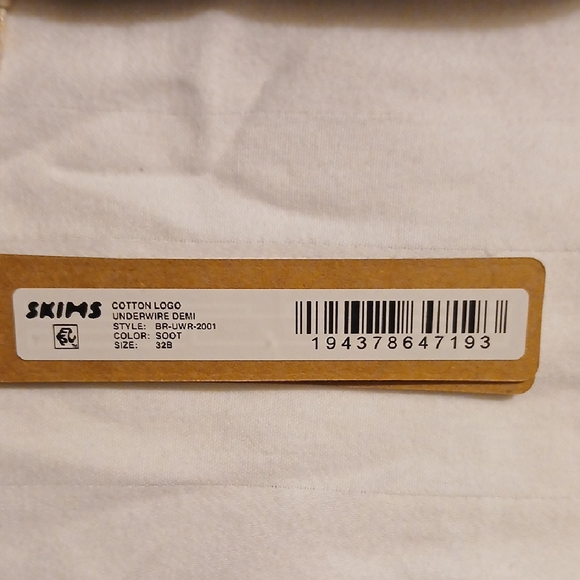 SKIMS
COTTON LOGO
UNDERWIRE DEMI
STYLE: BR-UWR-2001
COLOR: SOOT
SIZE: 32B
194378647193